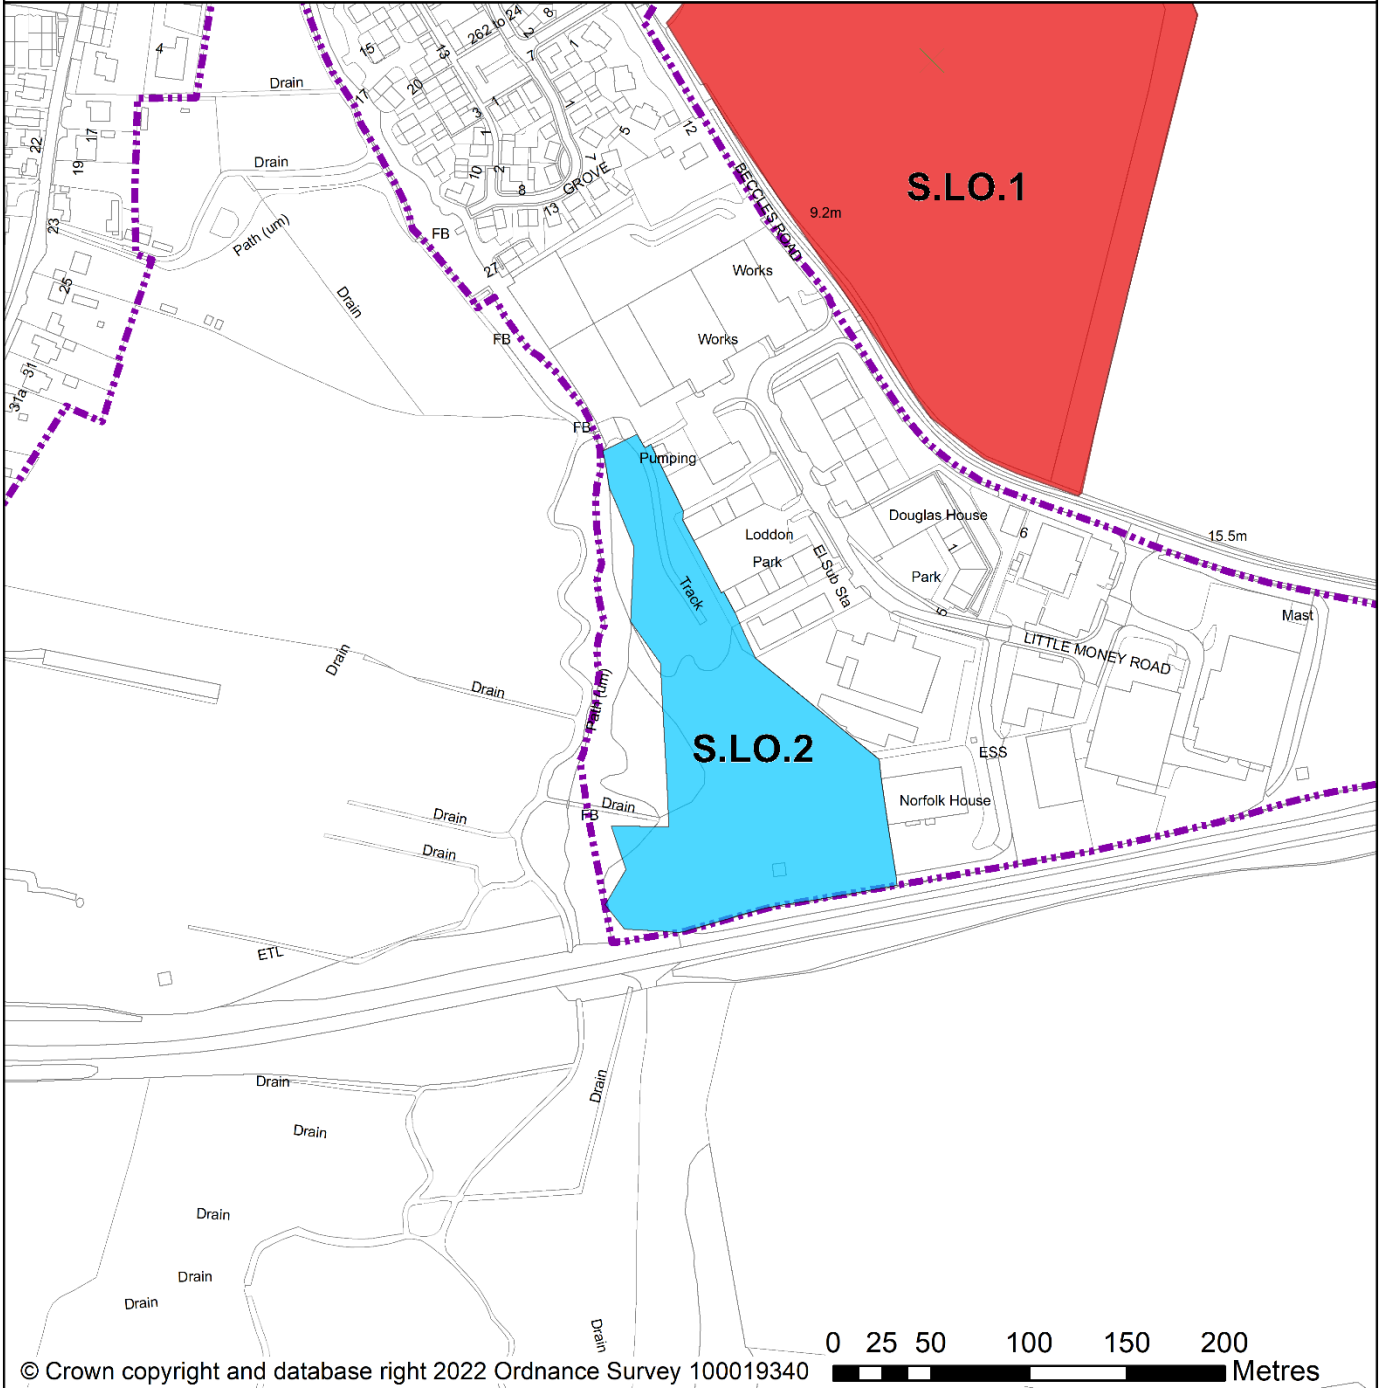 4
Drain
15
13
262 to 24
8
2
7
1
20
17
3
1
1
1
5
12
22
17
19
Drain
10
2
8
7
GROVE
13
BECCLES ROAD
S.LO.1
9.2m
23
Path (um)
FB
27
Works
25
Drain
FB
Works
31
31a
FB
Pumping
Loddon
Park
El Sub Sta
Douglas House
1
Park
5
6
15.5m
Track
Mast
LITTLE MONEY ROAD
Drain
Drain
Path (um)
S.LO.2
ESS
Norfolk House
Drain
FB
Drain
Drain
ETL
Drain
Drain
Drain
Drain
Drain
Drain
Drain
0 25 50 100 150 200
Metres
© Crown copyright and database right 2022 Ordnance Survey 100019340